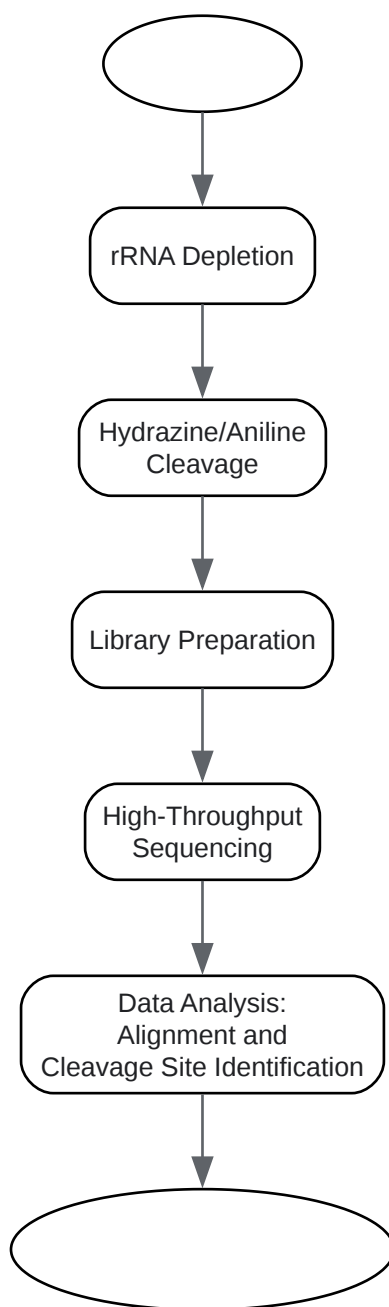 rRNA Depletion
Hydrazine/Aniline
Cleavage
Library Preparation
High-Throughput
Sequencing
Data Analysis:
Alignment and
Cleavage Site Identification